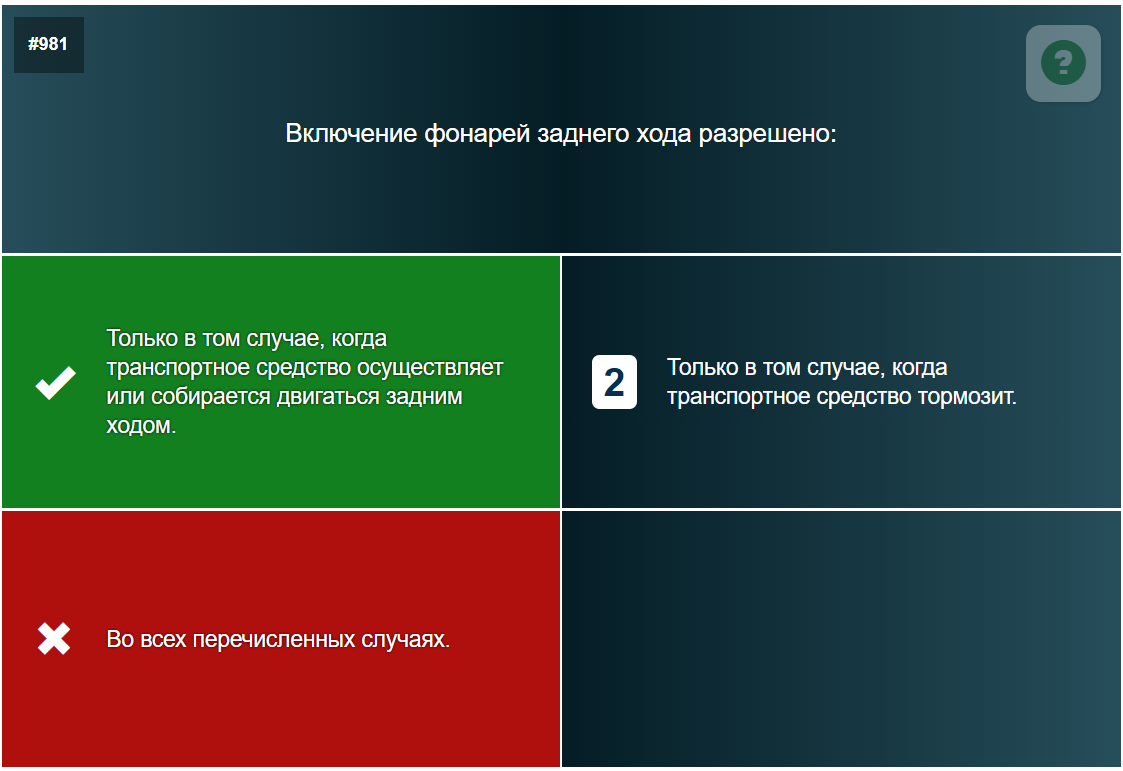 #981
?
Включение фонарей заднего хода разрешено:
Только в том случае, когда
транспортное средство осуществляет
или собирается двигаться задним
ходом.
2
Только в том случае, когда
транспортное средство тормозит.
Во всех перечисленных случаях.